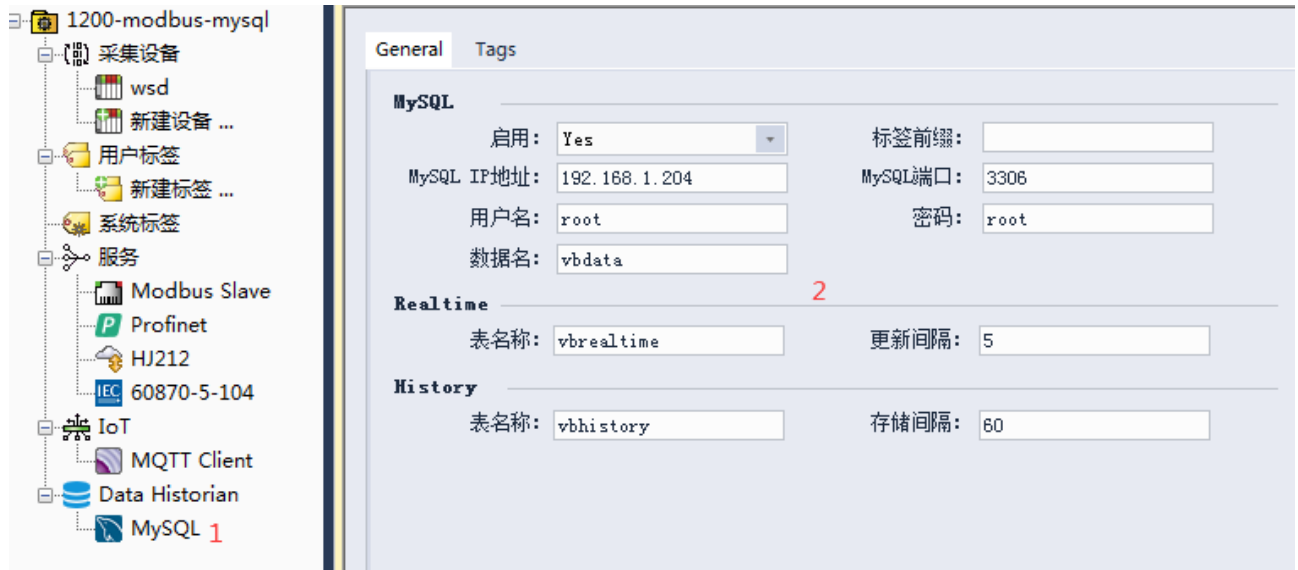 1200-modbus-mysql
采集设备
wsd
新建设备 ...
用户标签
新建标签 ...
系统标签
服务
Modbus Slave
Profinet
HJ212
IEC 60870-5-104
IoT
MQTT Client
Data Historian
MySQL 1
General Tags
MySQL
启用: Yes 标签前缀:
MySQL IP地址: 192.168.1.204 MySQL端口: 3306
用户名: root 密码: root
数据名: vbdata
2
Realtime
表名称: vbrealtime 更新间隔: 5
History
表名称: vbhistory 存储间隔: 60